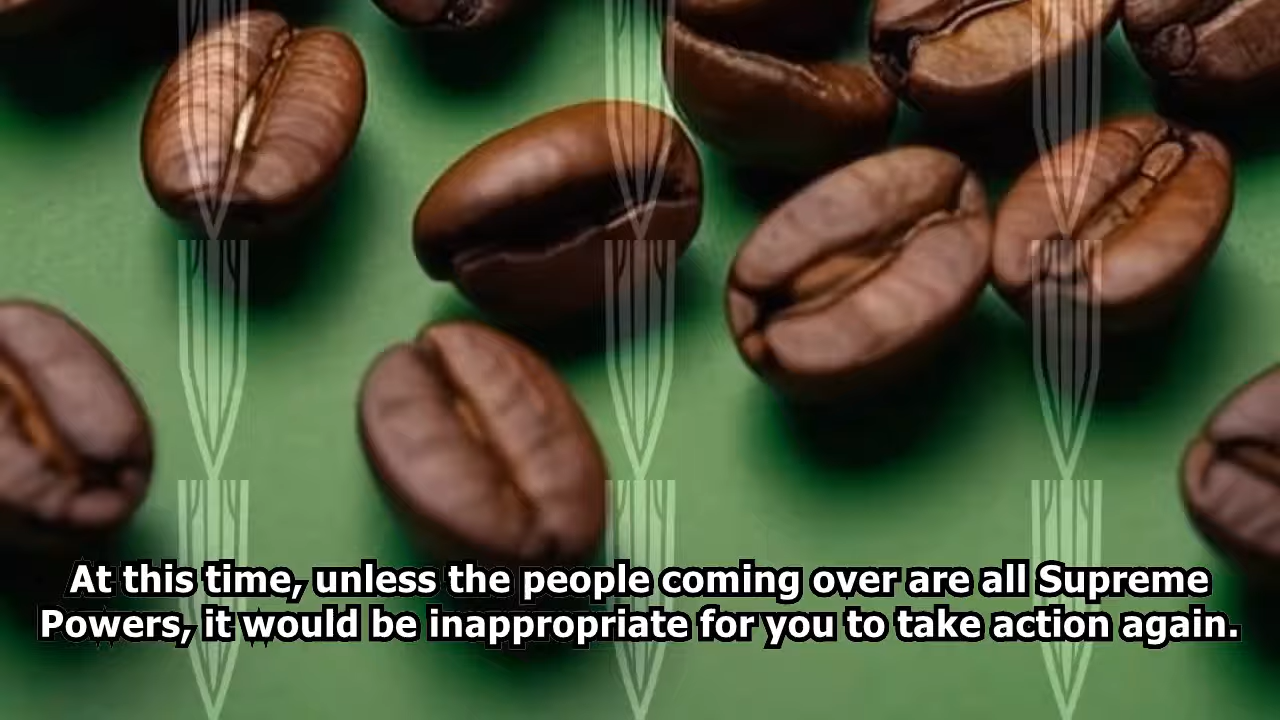 At this time, unless the people coming over are all Supreme
Powers, it would be inappropriate for you to take action again.